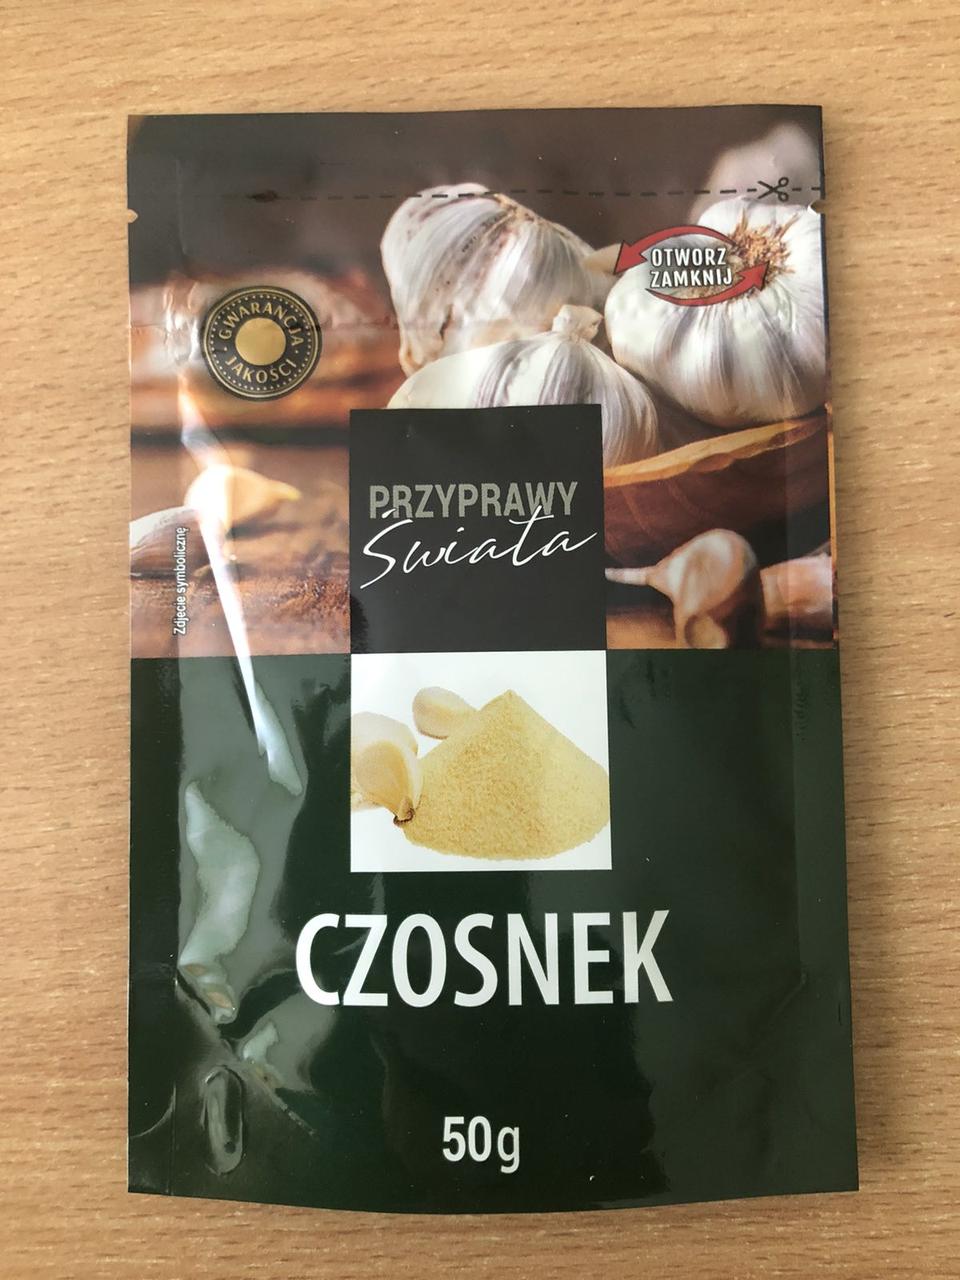 OTWÓRZ
ZAMKNIJ
GWARANCJA
JAKOŚCI
PRZYPRAWY
Świata
Zdjęcie symboliczne
CZOSNEK
50g